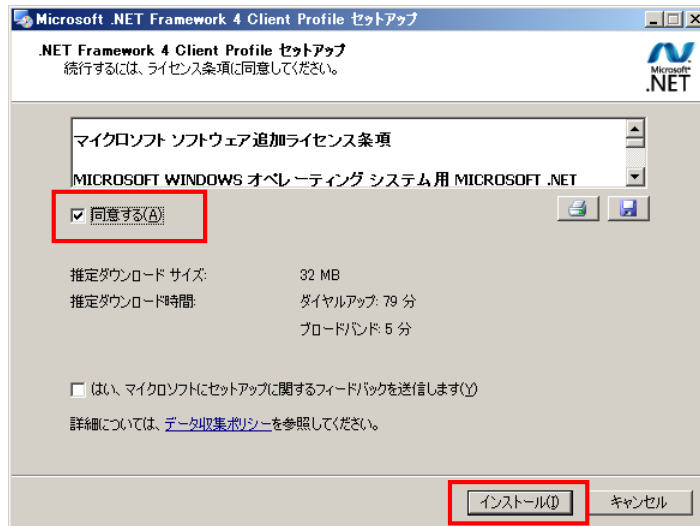 Microsoft .NET Framework 4 Client Profile セットアップ
.NET Framework 4 Client Profile セットアップ
続行するには、ライセンス条項に同意してください。
Microsoft
.NET
マイクロソフト ソフトウェア追加ライセンス条項
MICROSOFT WINDOWS オペレーティング システム用 MICROSOFT .NET
同意する(A)
推定ダウンロード サイズ: 32 MB
推定ダウンロード時間: ダイヤルアップ: 79 分
ブロードバンド: 5 分
はい、マイクロソフトにセットアップに関するフィードバックを送信します(Y)
詳細については、データ収集ポリシーを参照してください。
インストール(I) キャンセル